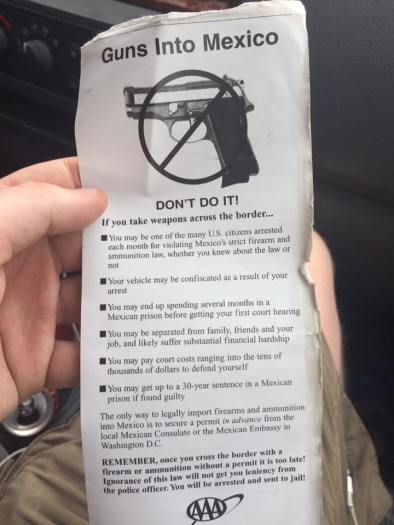 Guns Into Mexico
DON'T DO IT!
If you take weapons across the border...
■ You may be one of the many U.S. citizens arrested
each month for violating Mexico's strict firearm and
ammunition law, whether you knew about the law or
not
■ Your vehicle may be confiscated as a result of your
arrest
■ You may end up spending several months in a
Mexican prison before getting your first court hearing
■ You may be separated from family, friends and your
job, and likely suffer substantial financial hardship
■ You may pay court costs ranging into the tens of
thousands of dollars to defend yourself
■ You may get up to a 30-year sentence in a Mexican
prison if found guilty
The only way to legally import firearms and ammunition
into Mexico is to secure a permit in advance from the
local Mexican Consulate or the Mexican Embassy in
Washington D.C.
REMEMBER, once you cross the border with a
firearm or ammunition without a permit it is too late!
Ignorance of this law will not get you leniency from
the police officer. You will be arrested and sent to jail!
AAA